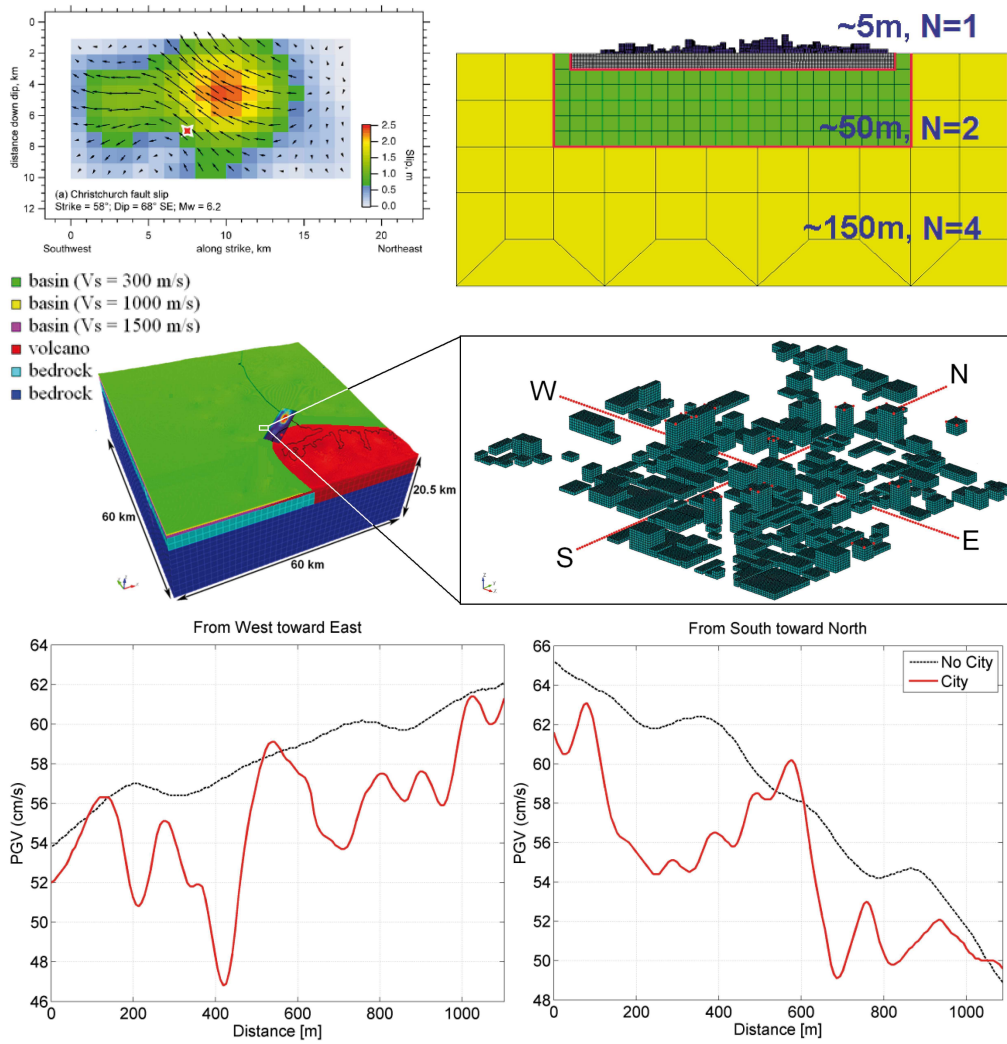 0
2
4
6
8
10
12
distance down dip, km
2.5
2.0
1.5
1.0
0.5
0.0
Slip, m
(a) Christchurch fault slip
Strike = 58°; Dip = 68° SE; Mw = 6.2
0
5
10
15
20
Southwest
along strike, km
Northeast
~5m, N=1
~50m, N=2
~150m, N=4
basin (Vs = 300 m/s)
basin (Vs = 1000 m/s)
basin (Vs = 1500 m/s)
volcano
bedrock
bedrock
60 km
60 km
20.5 km
W
N
S
E
From West toward East
64
62
60
58
56
54
52
50
48
46
PGV (cm/s)
0
200
400
600
800
1000
Distance [m]
From South toward North
No City
City
66
64
62
60
58
56
54
52
50
48
PGV (cm/s)
0
200
400
600
800
1000
Distance [m]